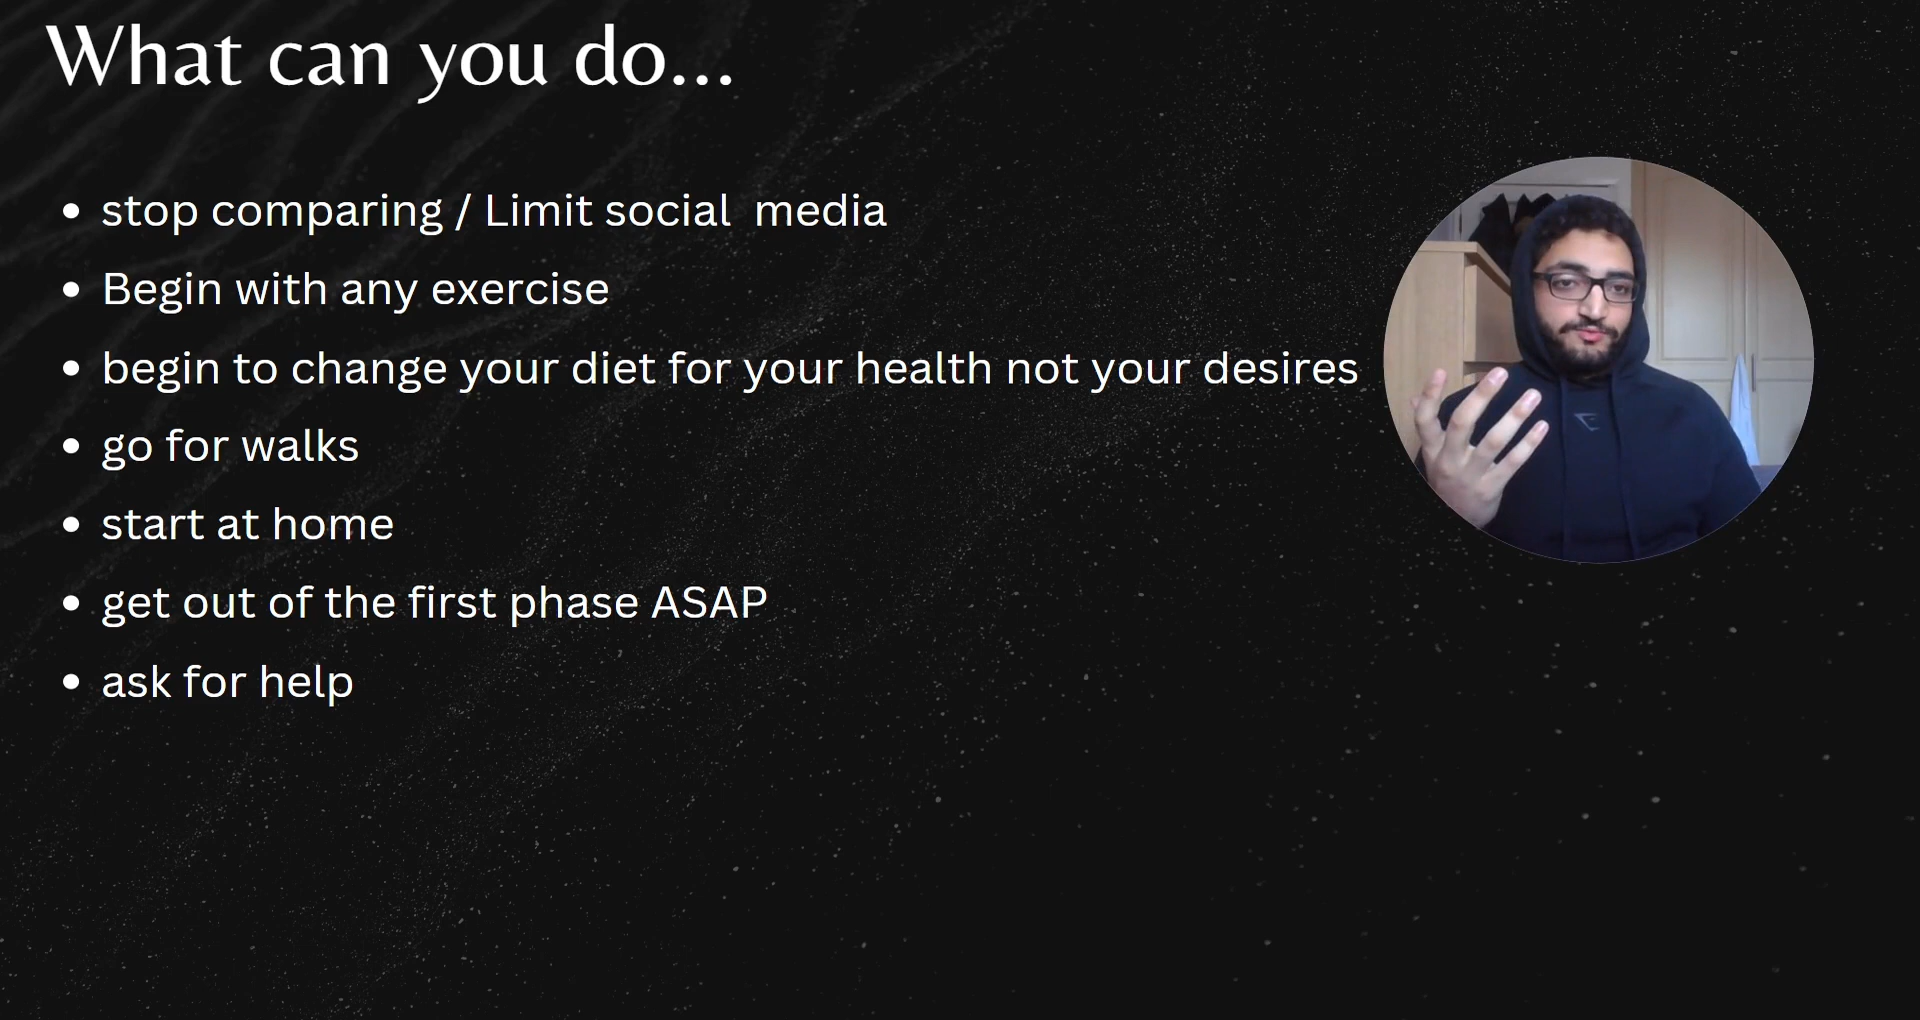 What can you do...
stop comparing / Limit social  media
Begin with any exercise
begin to change your diet for your health not your desires
go for walks
start at home
get out of the first phase ASAP
ask for help